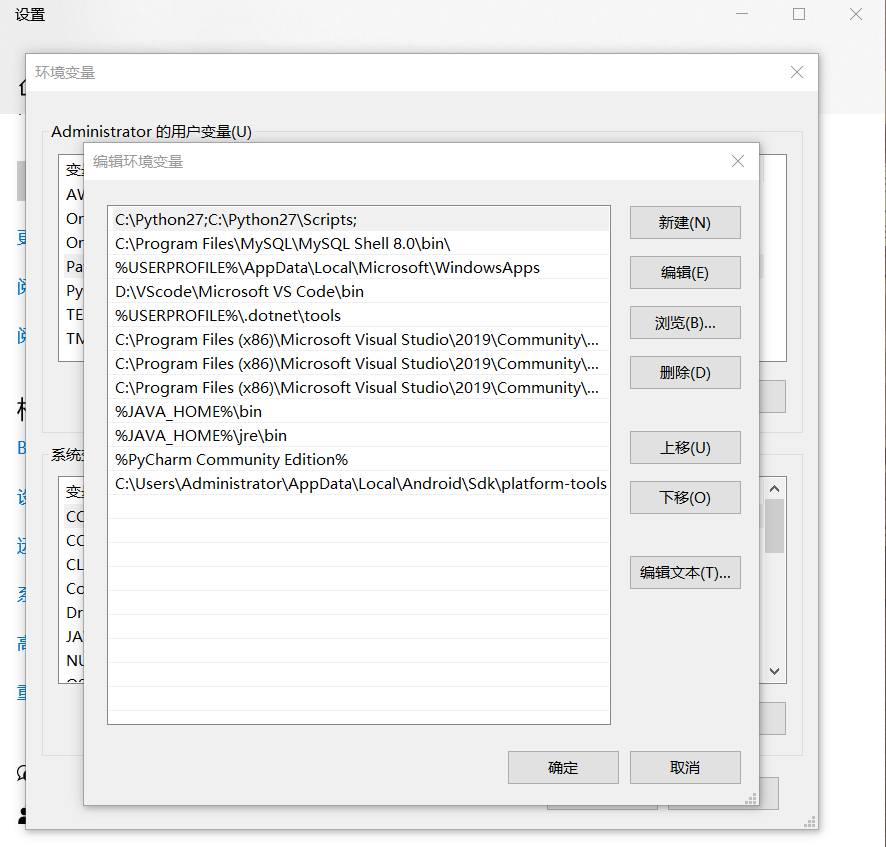 设置
环境变量
Administrator 的用户变量(U)
编辑环境变量
C:\Python27;C:\Python27\Scripts;
C:\Program Files\MySQL\MySQL Shell 8.0\bin\
%USERPROFILE%\AppData\Local\Microsoft\WindowsApps
D:\VScode\Microsoft VS Code\bin
%USERPROFILE%\.dotnet\tools
C:\Program Files (x86)\Microsoft Visual Studio\2019\Community\...
C:\Program Files (x86)\Microsoft Visual Studio\2019\Community\...
C:\Program Files (x86)\Microsoft Visual Studio\2019\Community\...
%JAVA_HOME%\bin
%JAVA_HOME%\jre\bin
%PyCharm Community Edition%
C:\Users\Administrator\AppData\Local\Android\Sdk\platform-tools
新建(N)
编辑(E)
浏览(B)...
删除(D)
上移(U)
下移(O)
编辑文本(T)...
确定
取消
变
On
On
Pa
Py
TE
系统
变
CC
CC
CL
Co
Dr
JA
NU